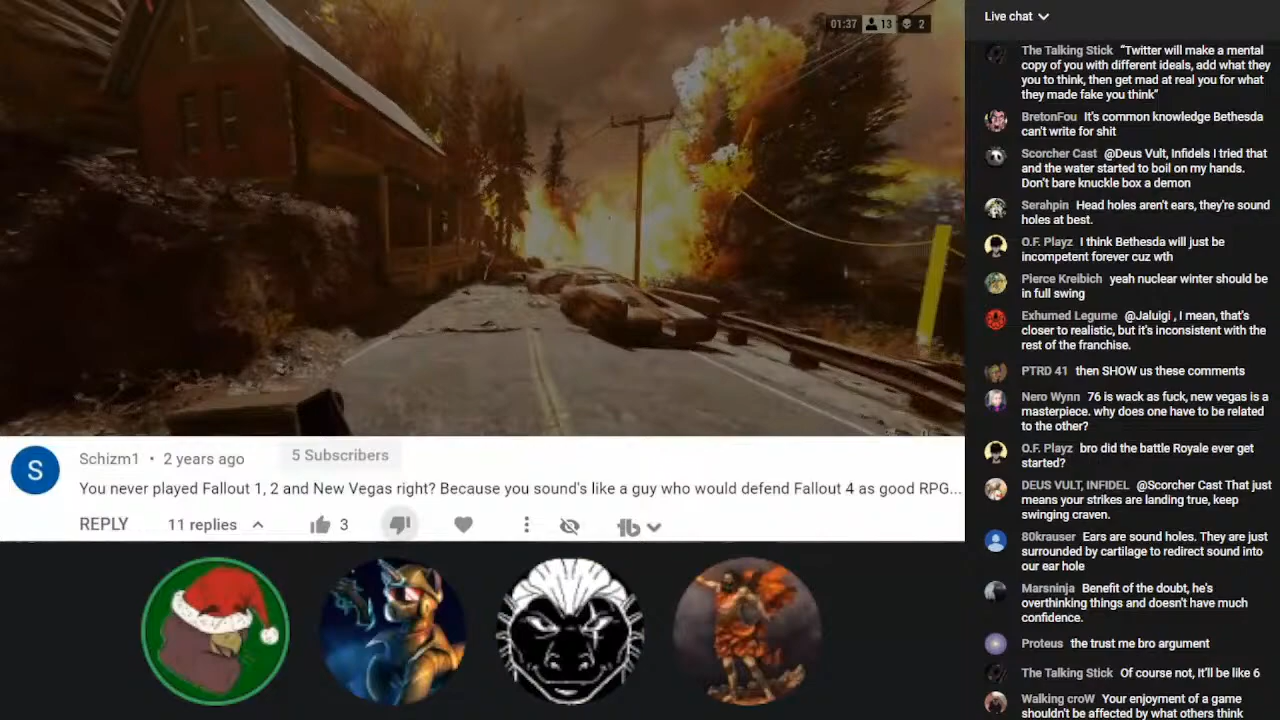 01:37 13 2
Schizm1 • 2 years ago 5 Subscribers
You never played Fallout 1, 2 and New Vegas right? Because you sound's like a guy who would defend Fallout 4 as good RPG...
REPLY 11 replies 3
S
Live chat
The Talking Stick “Twitter will make a mental
copy of you with different ideals, add what they
you to think, then get mad at real you for what
they made fake you think”
BretonFou It's common knowledge Bethesda
can't write for shit
Scorcher Cast @Deus Vult, Infidels I tried that
and the water started to boil on my hands.
Don't bare knuckle box a demon
Serahpin Head holes aren't ears, they're sound
holes at best.
O.F. Playz I think Bethesda will just be
incompetent forever cuz wth
Pierce Kreibich yeah nuclear winter should be
in full swing
Exhumed Legume @Jaluigi , I mean, that's
closer to realistic, but it's inconsistent with the
rest of the franchise.
PTRD 41 then SHOW us these comments
Nero Wynn 76 is wack as fuck, new vegas is a
masterpiece. why does one have to be related
to the other?
O.F. Playz bro did the battle Royale ever get
started?
DEUS VULT, INFIDEL @Scorcher Cast That just
means your strikes are landing true, keep
swinging craven.
80krauser Ears are sound holes. They are just
surrounded by cartilage to redirect sound into
our ear hole
Marsninja Benefit of the doubt, he's
overthinking things and doesn't have much
confidence.
Proteus the trust me bro argument
The Talking Stick Of course not, It'll be like 6
Walking croW Your enjoyment of a game
shouldn't be affected by what others think